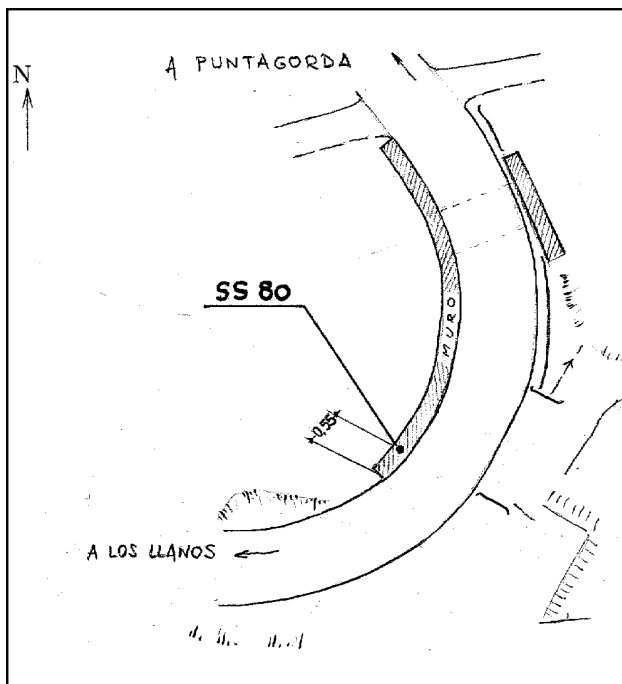 A PUNTAGORDA
N
SS 80
MURO
0,55
A LOS LLANOS